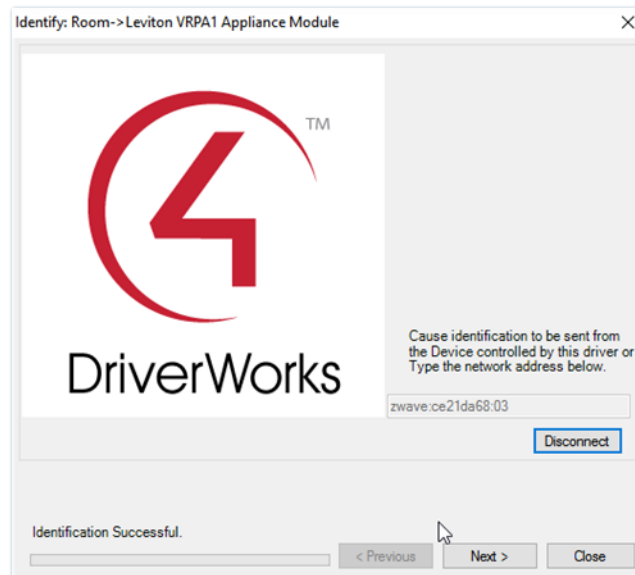 Identify: Room->Leviton VRPA1 Appliance Module
TM
4
DriverWorks
Cause identification to be sent from
the Device controlled by this driver or
Type the network address below.
zwave:ce21da68:03
Disconnect
Identification Successful.
< Previous
Next >
Close